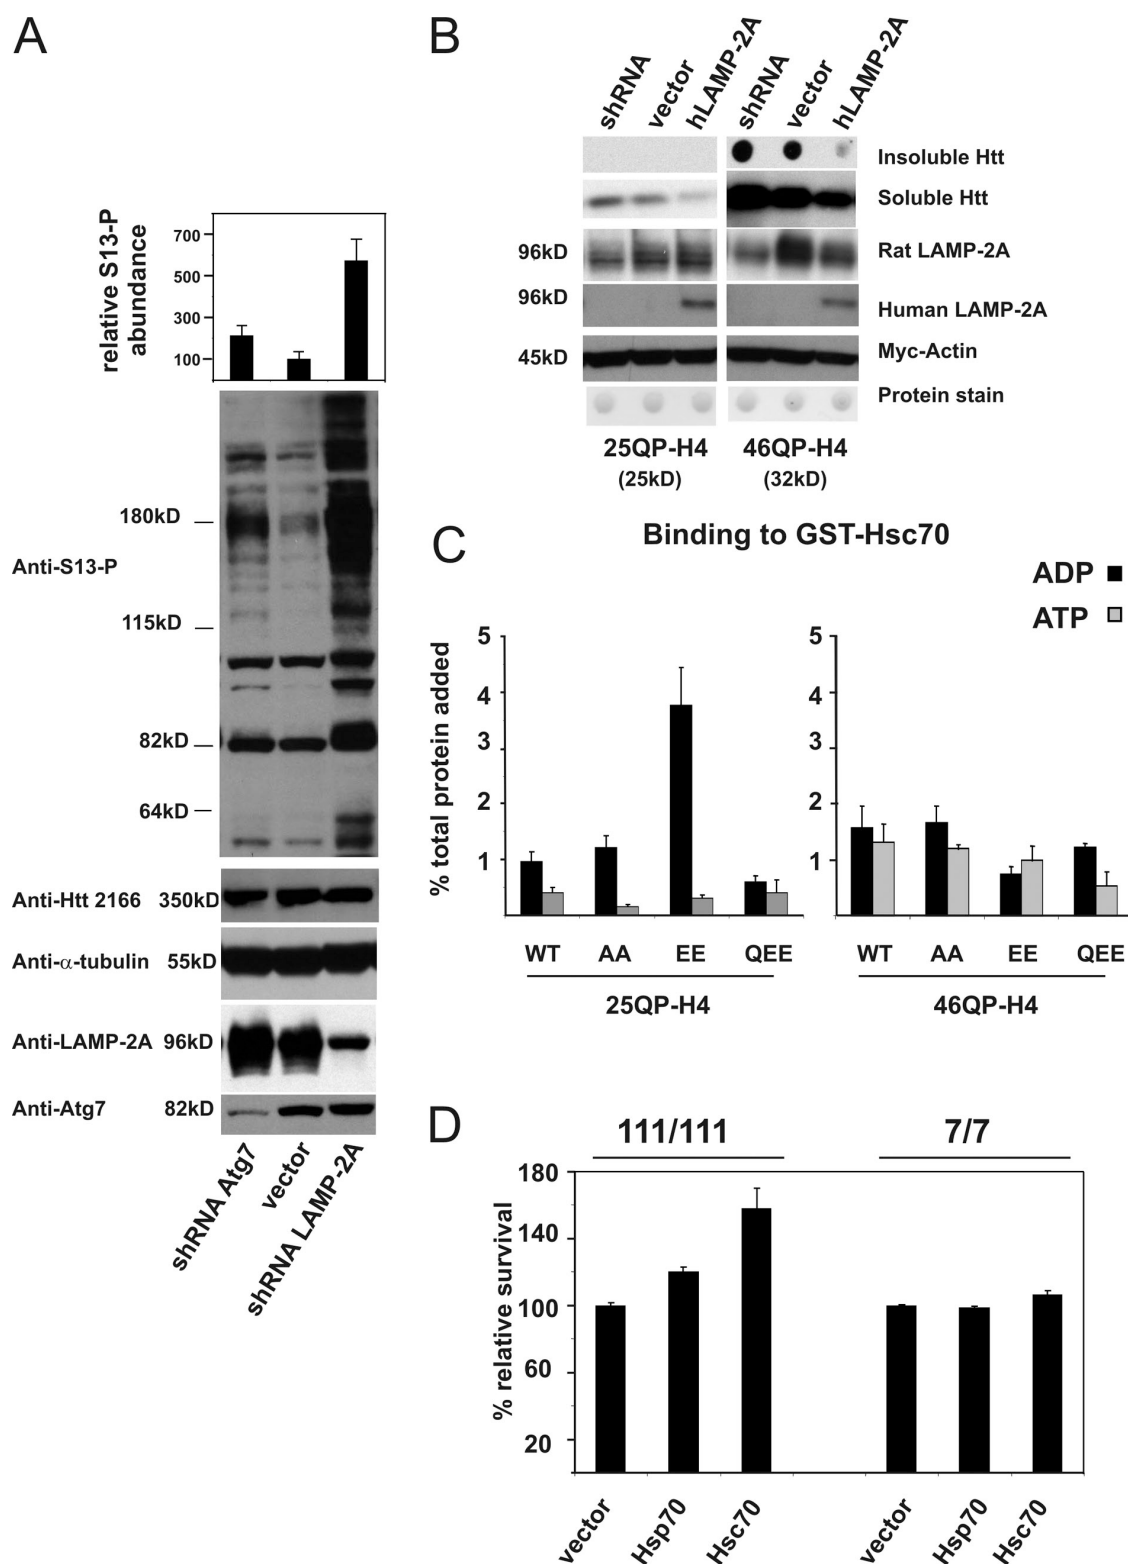 A
relative S13-P
abundance
700
500
300
100
Anti-S13-P
180kD
115kD
82kD
64kD
Anti-Htt 2166 350kD
Anti-α-tubulin 55kD
Anti-LAMP-2A 96kD
Anti-Atg7 82kD
shRNA Atg7
vector
shRNA LAMP-2A
B
shRNA
vector
hLAMP-2A
shRNA
vector
hLAMP-2A
Insoluble Htt
Soluble Htt
96kD Rat LAMP-2A
96kD Human LAMP-2A
45kD Myc-Actin
Protein stain
25QP-H4 46QP-H4
(25kD) (32kD)
C
Binding to GST-Hsc70
ADP
ATP
% total protein added
5
4
3
2
1
WT AA EE QEE
25QP-H4
5
4
3
2
1
WT AA EE QEE
46QP-H4
D
111/111 7/7
% relative survival
180
140
100
60
20
vector
Hsp70
Hsc70
vector
Hsp70
Hsc70